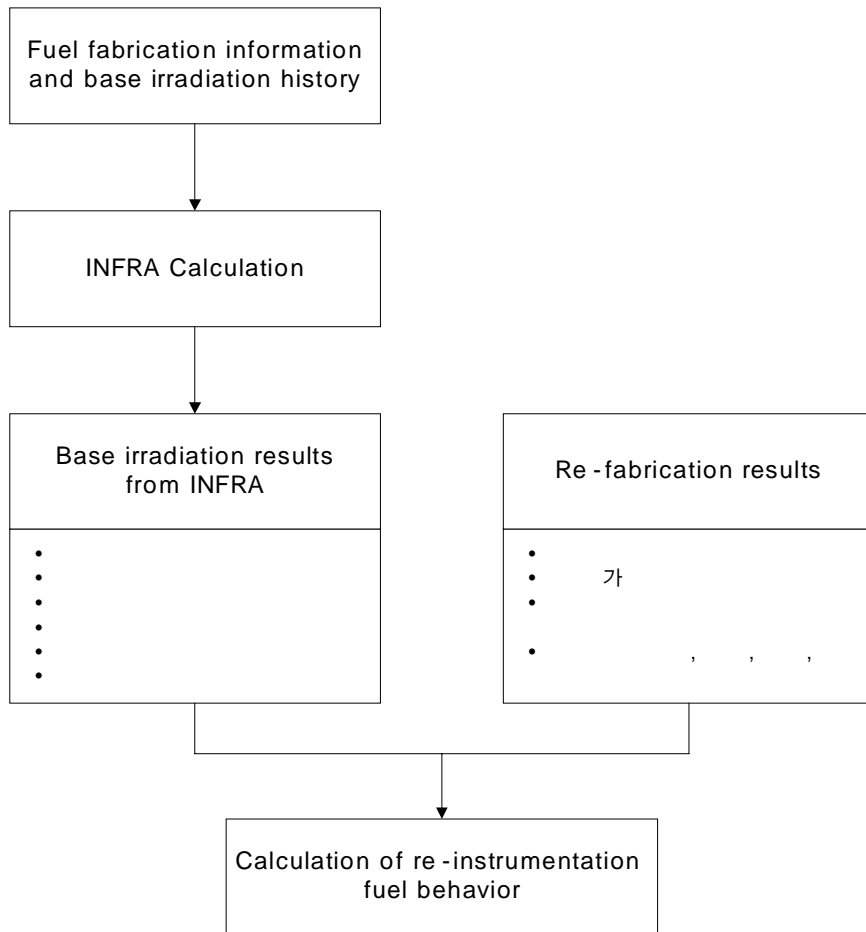 Fuel fabrication information
and base irradiation history
INFRA Calculation
Base irradiation results
from INFRA
•
•
•
•
•
•
Re-fabrication results
•
• 가
•
• , , ,
Calculation of re-instrumentation
fuel behavior